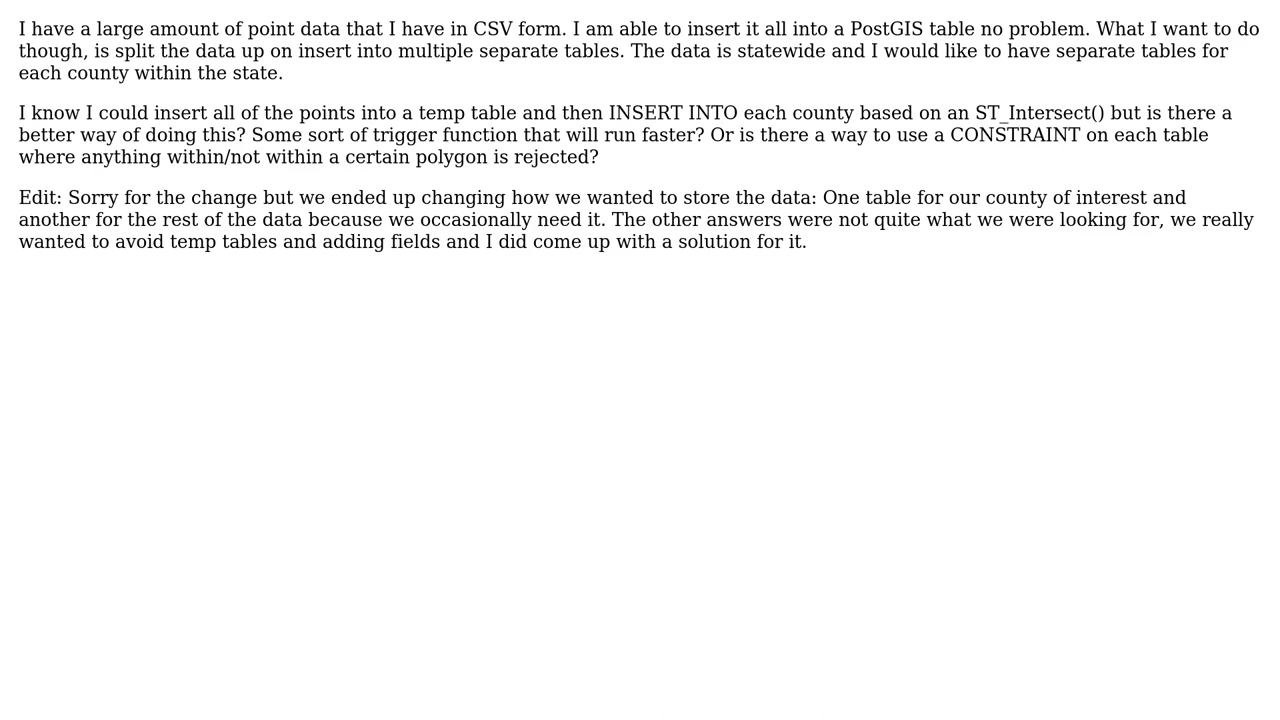 I have a large amount of point data that I have in CSV form. I am able to insert it all into a PostGIS table no problem. What I want to do
though, is split the data up on insert into multiple separate tables. The data is statewide and I would like to have separate tables for
each county within the state.
I know I could insert all of the points into a temp table and then INSERT INTO each county based on an ST_Intersect() but is there a
better way of doing this? Some sort of trigger function that will run faster? Or is there a way to use a CONSTRAINT on each table
where anything within/not within a certain polygon is rejected?
Edit: Sorry for the change but we ended up changing how we wanted to store the data: One table for our county of interest and
another for the rest of the data because we occasionally need it. The other answers were not quite what we were looking for, we really
wanted to avoid temp tables and adding fields and I did come up with a solution for it.